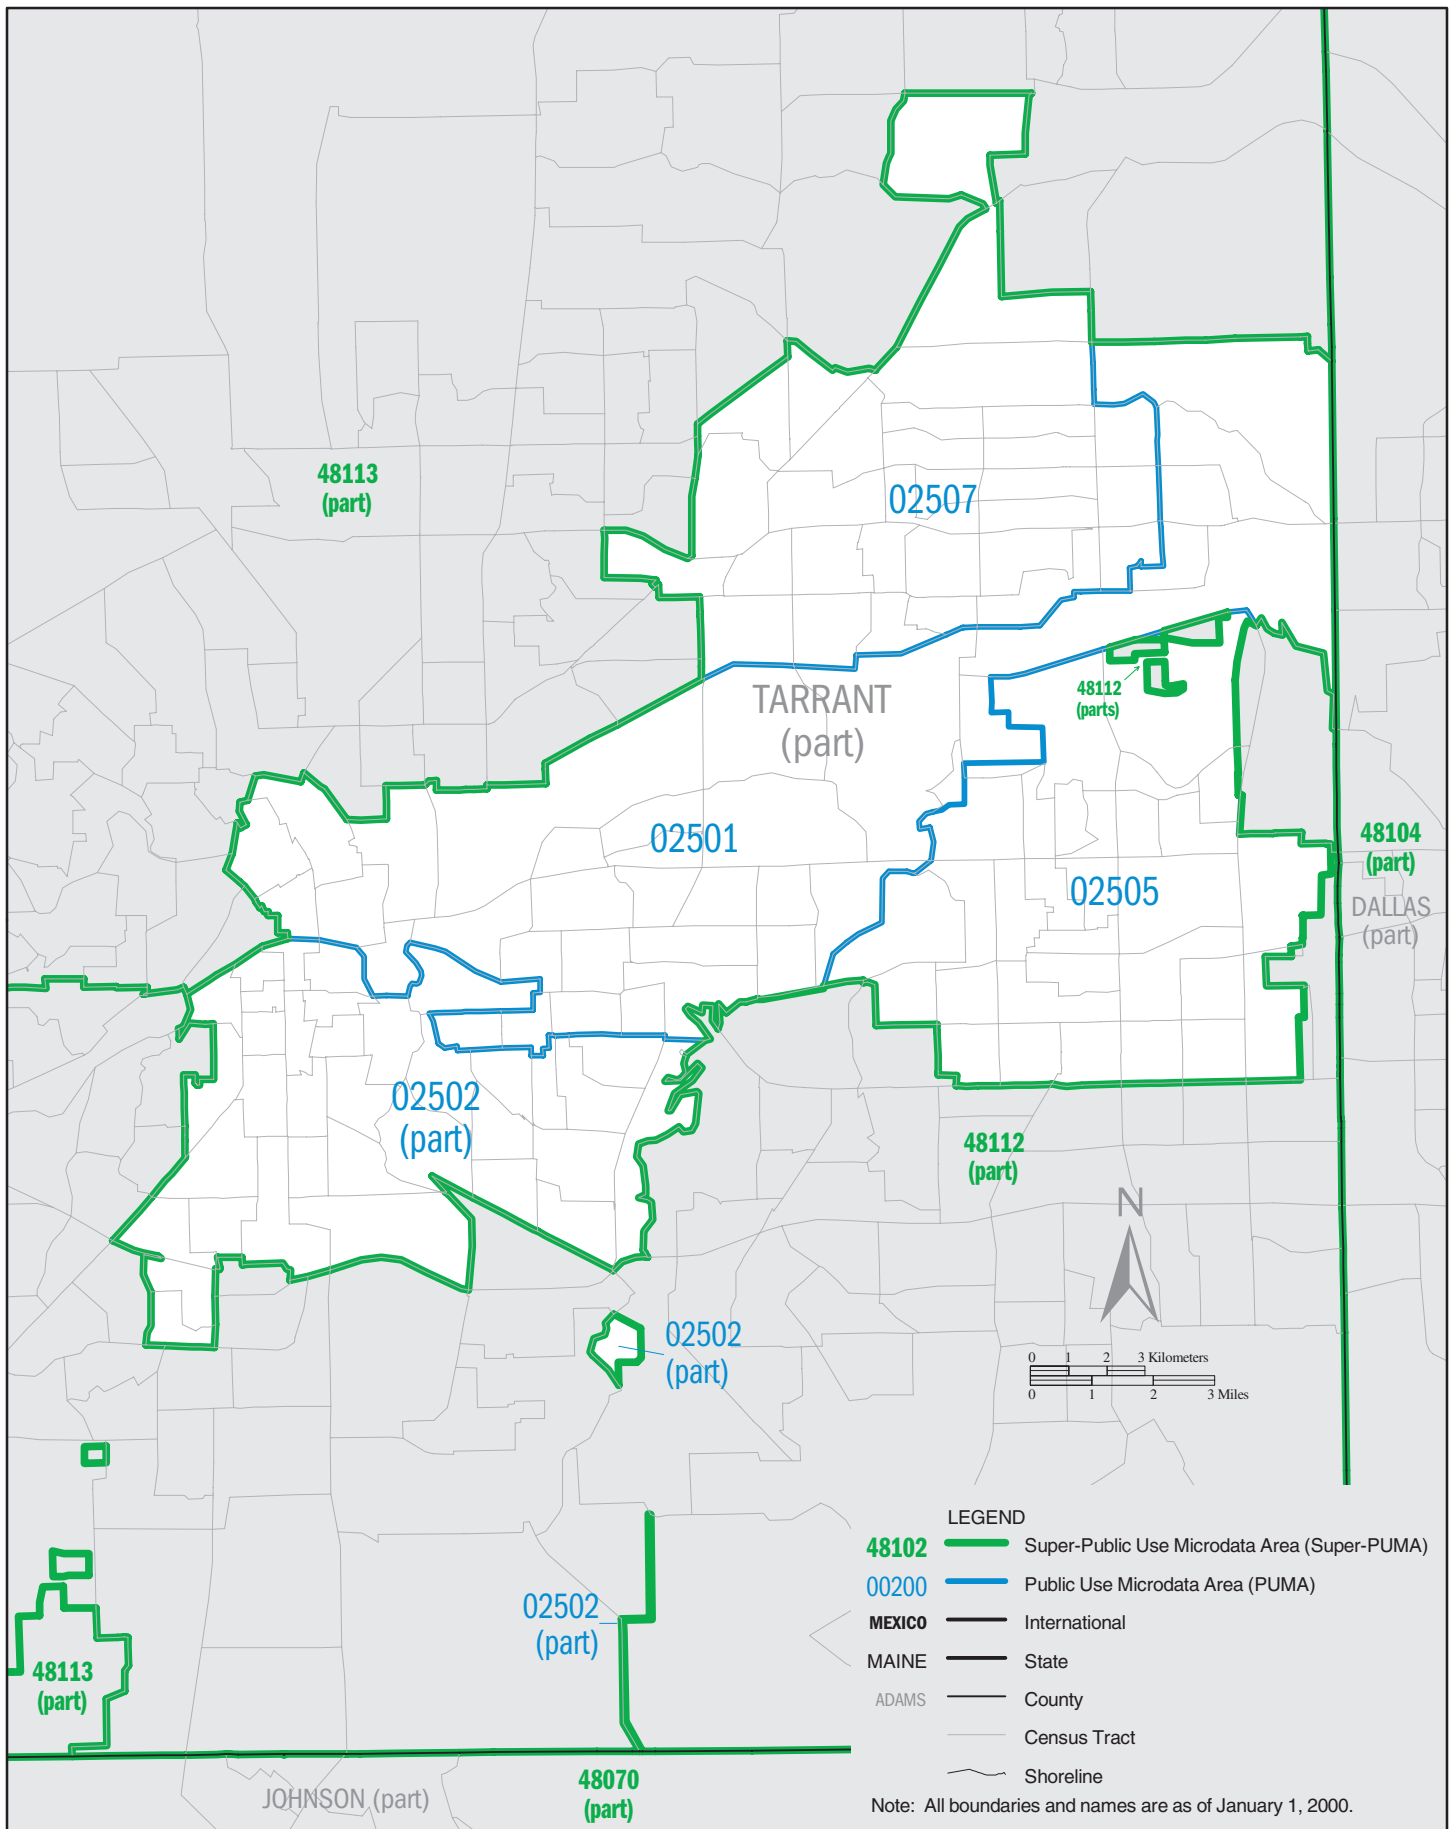 48113
(part)
02507
TARRANT
(part)
48112
(parts)
02501
02505
48104
(part)
DALLAS
(part)
02502
(part)
48112
(part)
N
02502
(part)
0 1 2 3 Kilometers
0 1 2 3 Miles
02502
(part)
48113
(part)
48070
(part)
JOHNSON (part)
LEGEND
48102 Super-Public Use Microdata Area (Super-PUMA)
00200 Public Use Microdata Area (PUMA)
MEXICO International
MAINE State
ADAMS County
Census Tract
Shoreline
Note: All boundaries and names are as of January 1, 2000.